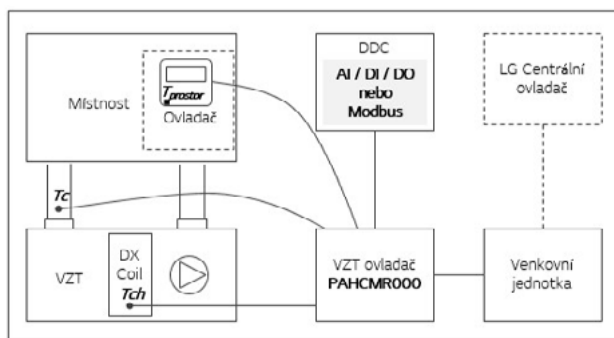 Místnost
Tprostor
Ovladač
DDC
AI / DI / DO
nebo
Modbus
LG Centrální
ovladač
Tc
VZT
DX
Coil
Tch
VZT ovladač
PAHCMR000
Venkovní
jednotka